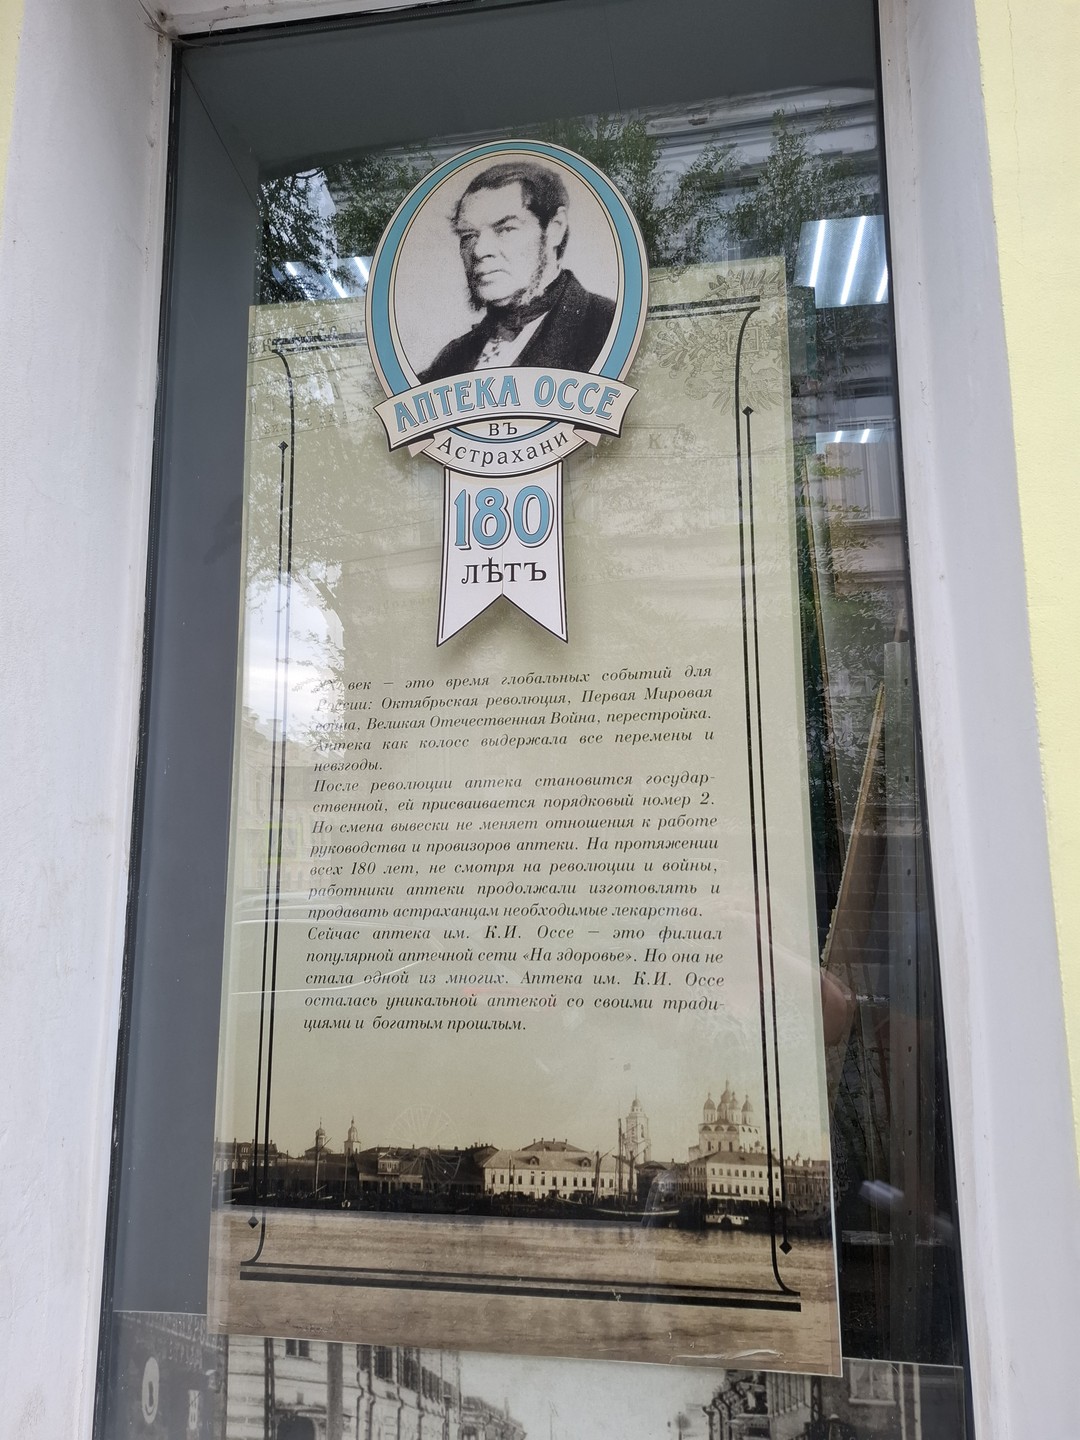 АПТЕКА ОССЕ
въ
Астрахани
180
лѣтъ
век – это время глобальных событий для
России: Октябрьская революция, Первая Мировая
война, Великая Отечественная Война, перестройка.
Аптека как колосс выдержала все перемены и
невзгоды.
После революции аптека становится государ-
ственной, ей присваивается порядковый номер 2.
Но смена вывески не меняет отношения к работе
руководства и провизоров аптеки. На протяжении
всех 180 лет, не смотря на революции и войны,
работники аптеки продолжали изготовлять и
продавать астраханцам необходимые лекарства.
Сейчас аптека им. К.И. Оссе – это филиал
популярной аптечной сети «На здоровье». Но она не
стала одной из многих. Аптека им. К.И. Оссе
осталась уникальной аптекой со своими тради-
циями и богатым прошлым.